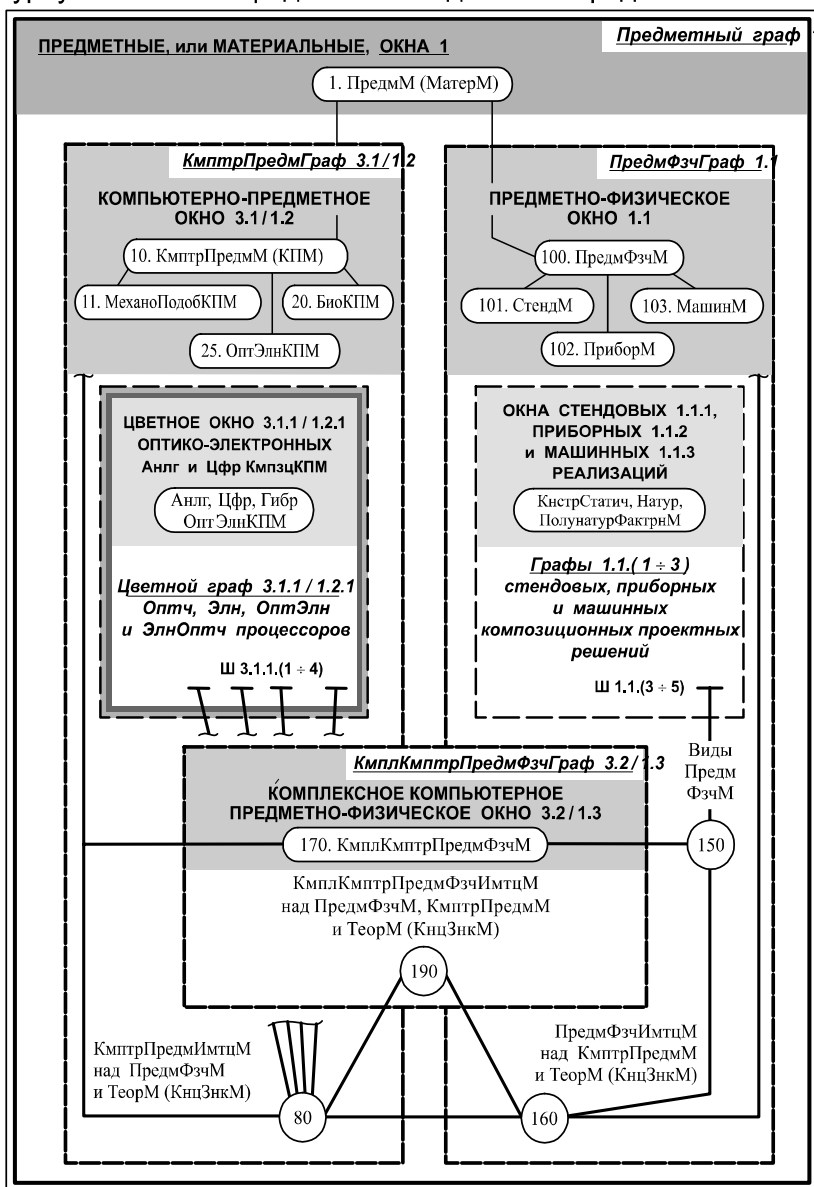 Предметный граф
ПРЕДМЕТНЫЕ, или МАТЕРИАЛЬНЫЕ, ОКНА 1
1. ПредмМ (МатерМ)
КмптрПредмГраф 3.1 / 1.2
КОМПЬЮТЕРНО-ПРЕДМЕТНОЕ
ОКНО 3.1 / 1.2
10. КмптрПредмМ (КПМ)
11. МеханоПодобКПМ
20. БиоКПМ
25. ОптЭлнКПМ
ПредмФзчГраф 1.1
ПРЕДМЕТНО-ФИЗИЧЕСКОЕ
ОКНО 1.1
100. ПредмФзчМ
101. СтендМ
103. МашинМ
102. ПриборМ
ЦВЕТНОЕ ОКНО 3.1.1 / 1.2.1
ОПТИКО-ЭЛЕКТРОННЫХ
Анлг и Цфр КмпзцКПМ
Анлг, Цфр, Гибр
ОптЭлнКПМ
Цветной граф 3.1.1 / 1.2.1
Оптч, Элн, ОптЭлн
и ЭлнОптч процессоров
Ш 3.1.1.(1 ÷ 4)
ОКНА СТЕНДОВЫХ 1.1.1,
ПРИБОРНЫХ 1.1.2
и МАШИННЫХ 1.1.3
РЕАЛИЗАЦИЙ
КнстрСтатич, Натур,
ПолунатурФактрнМ
Графы 1.1.( 1 ÷ 3 )
стендовых, приборных
и машинных
композиционных проектных
решений
Ш 1.1.(3 ÷ 5)
Виды
Предм
ФзчМ
150
КмплКмптрПредмФзчГраф 3.2 / 1.3
КОМПЛЕКСНОЕ КОМПЬЮТЕРНОЕ
ПРЕДМЕТНО-ФИЗИЧЕСКОЕ ОКНО 3.2 / 1.3
170. КмплКмптрПредмФзчМ
КмплКмптрПредмФзчИмтцМ
над ПредмФзчМ, КмптрПредмМ
и ТеорМ (КнцЗнкМ)
190
КмптрПредмИмтцМ
над ПредмФзчМ
и ТеорМ (КнцЗнкМ)
80
ПредмФзчИмтцМ
над КмптрПредмМ
и ТеорМ (КнцЗнкМ)
160